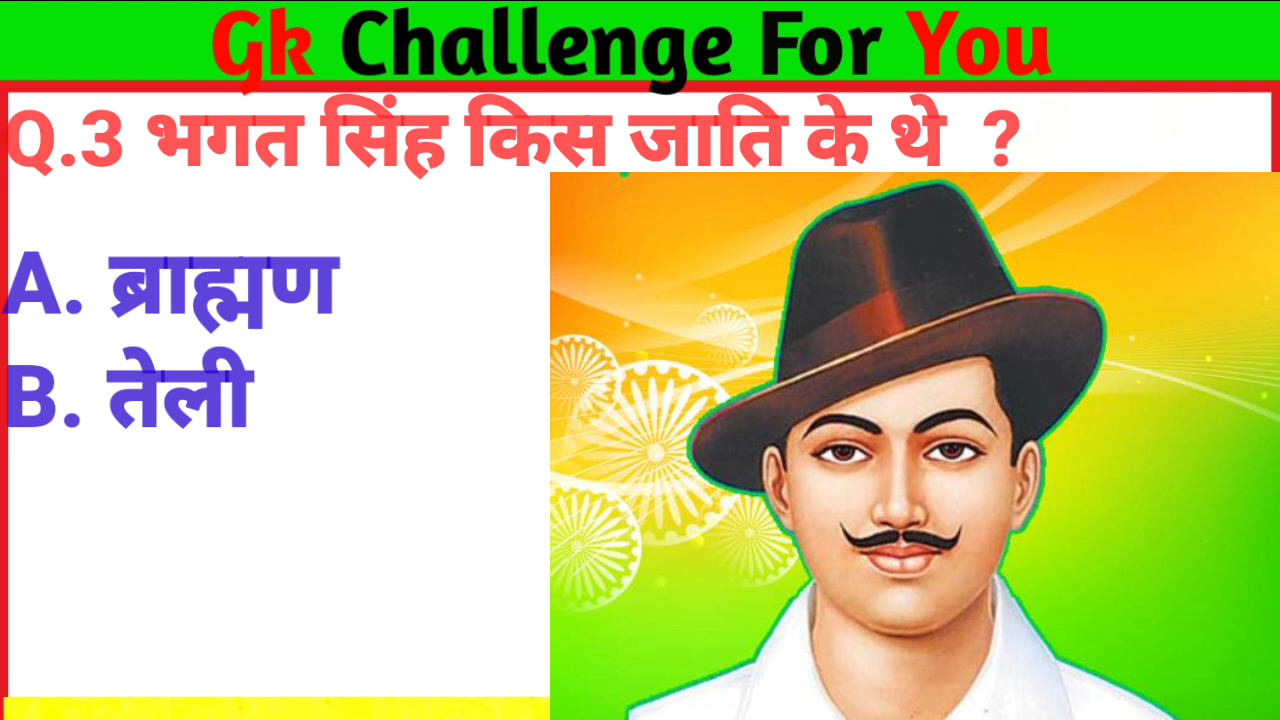 Gk Challenge For You
Q.3 भगत सिंह किस जाति के थे ?
A. ब्राह्मण
B. तेली